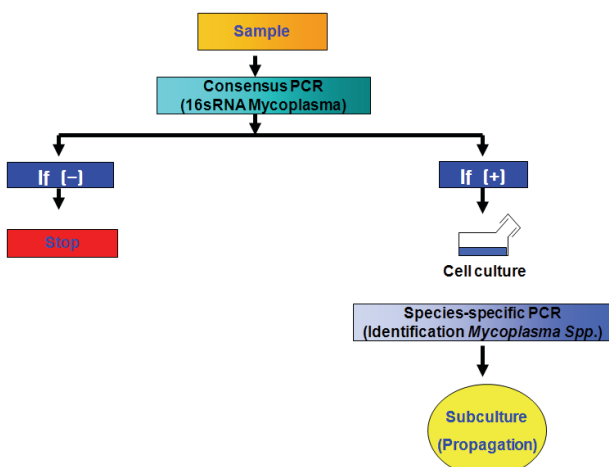 Sample
Consensus PCR
(16sRNA Mycoplasma)
If (–)
If (+)
Stop
Cell culture
Species-specific PCR
(Identification Mycoplasma Spp.)
Subculture
(Propagation)